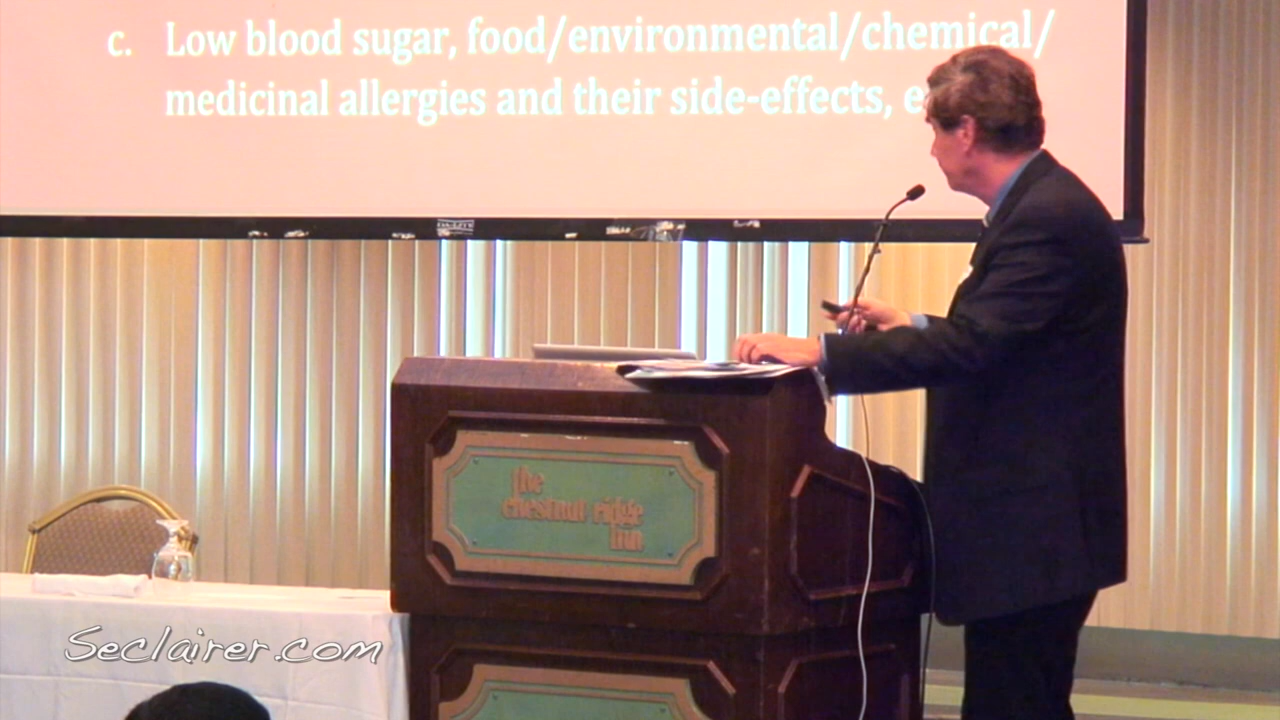 c. Low blood sugar, food/environmental/chemical/
medicinal allergies and their side-effects,
the
chestnut ridge
inn
Seclairer.com